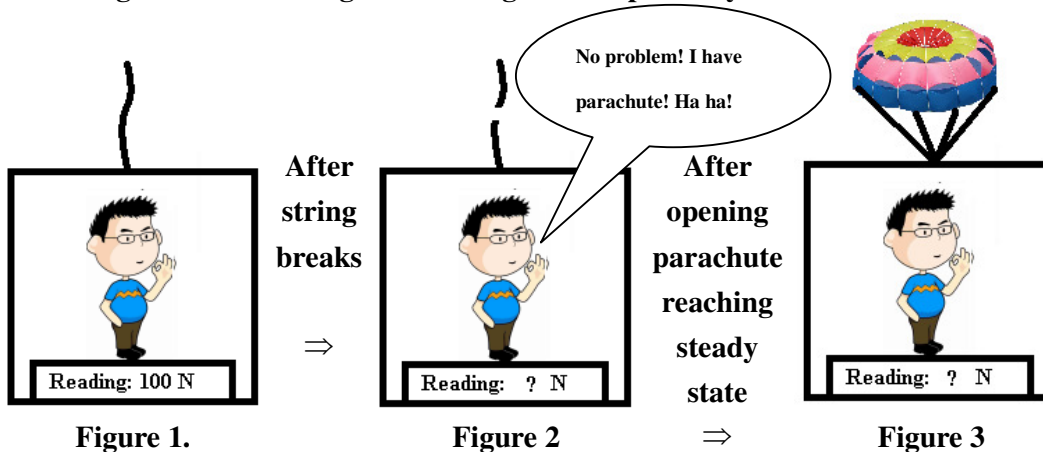 No problem! I have
parachute! Ha ha!
After
string
breaks
⇒
After
opening
parachute
reaching
steady
state
⇒
Reading: 100 N
Reading: ? N
Reading: ? N
Figure 1.
Figure 2
Figure 3